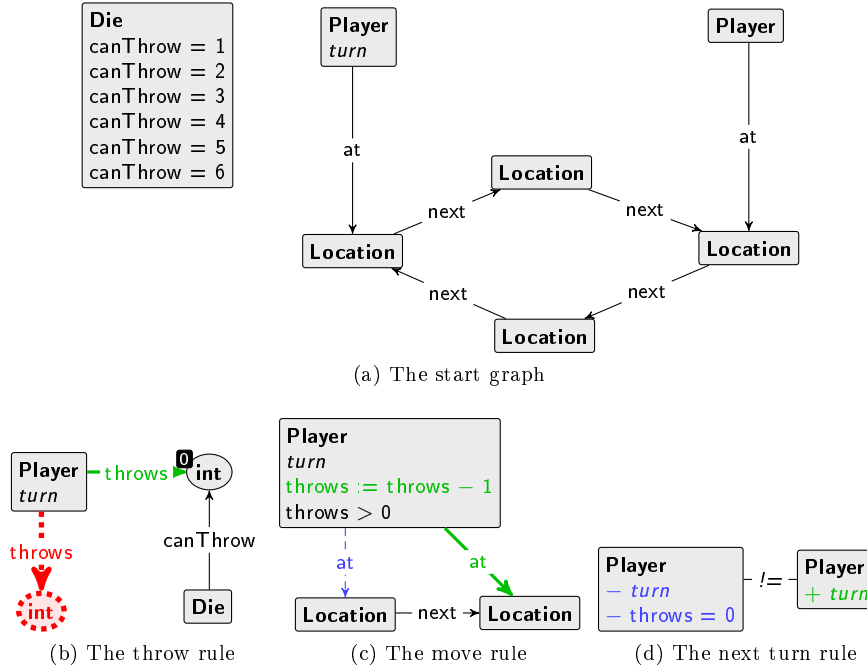 Die
canThrow = 1
canThrow = 2
canThrow = 3
canThrow = 4
canThrow = 5
canThrow = 6
Player
turn
Player
at
at
Location
next
next
Location
Location
next
next
Location
(a) The start graph
Player
turn
throws
0
int
throws
canThrow
int
Die
(b) The throw rule
Player
turn
throws := throws − 1
throws > 0
at
at
Location
next
Location
(c) The move rule
Player
− turn
− throws = 0
!=
Player
+ turn
(d) The next turn rule